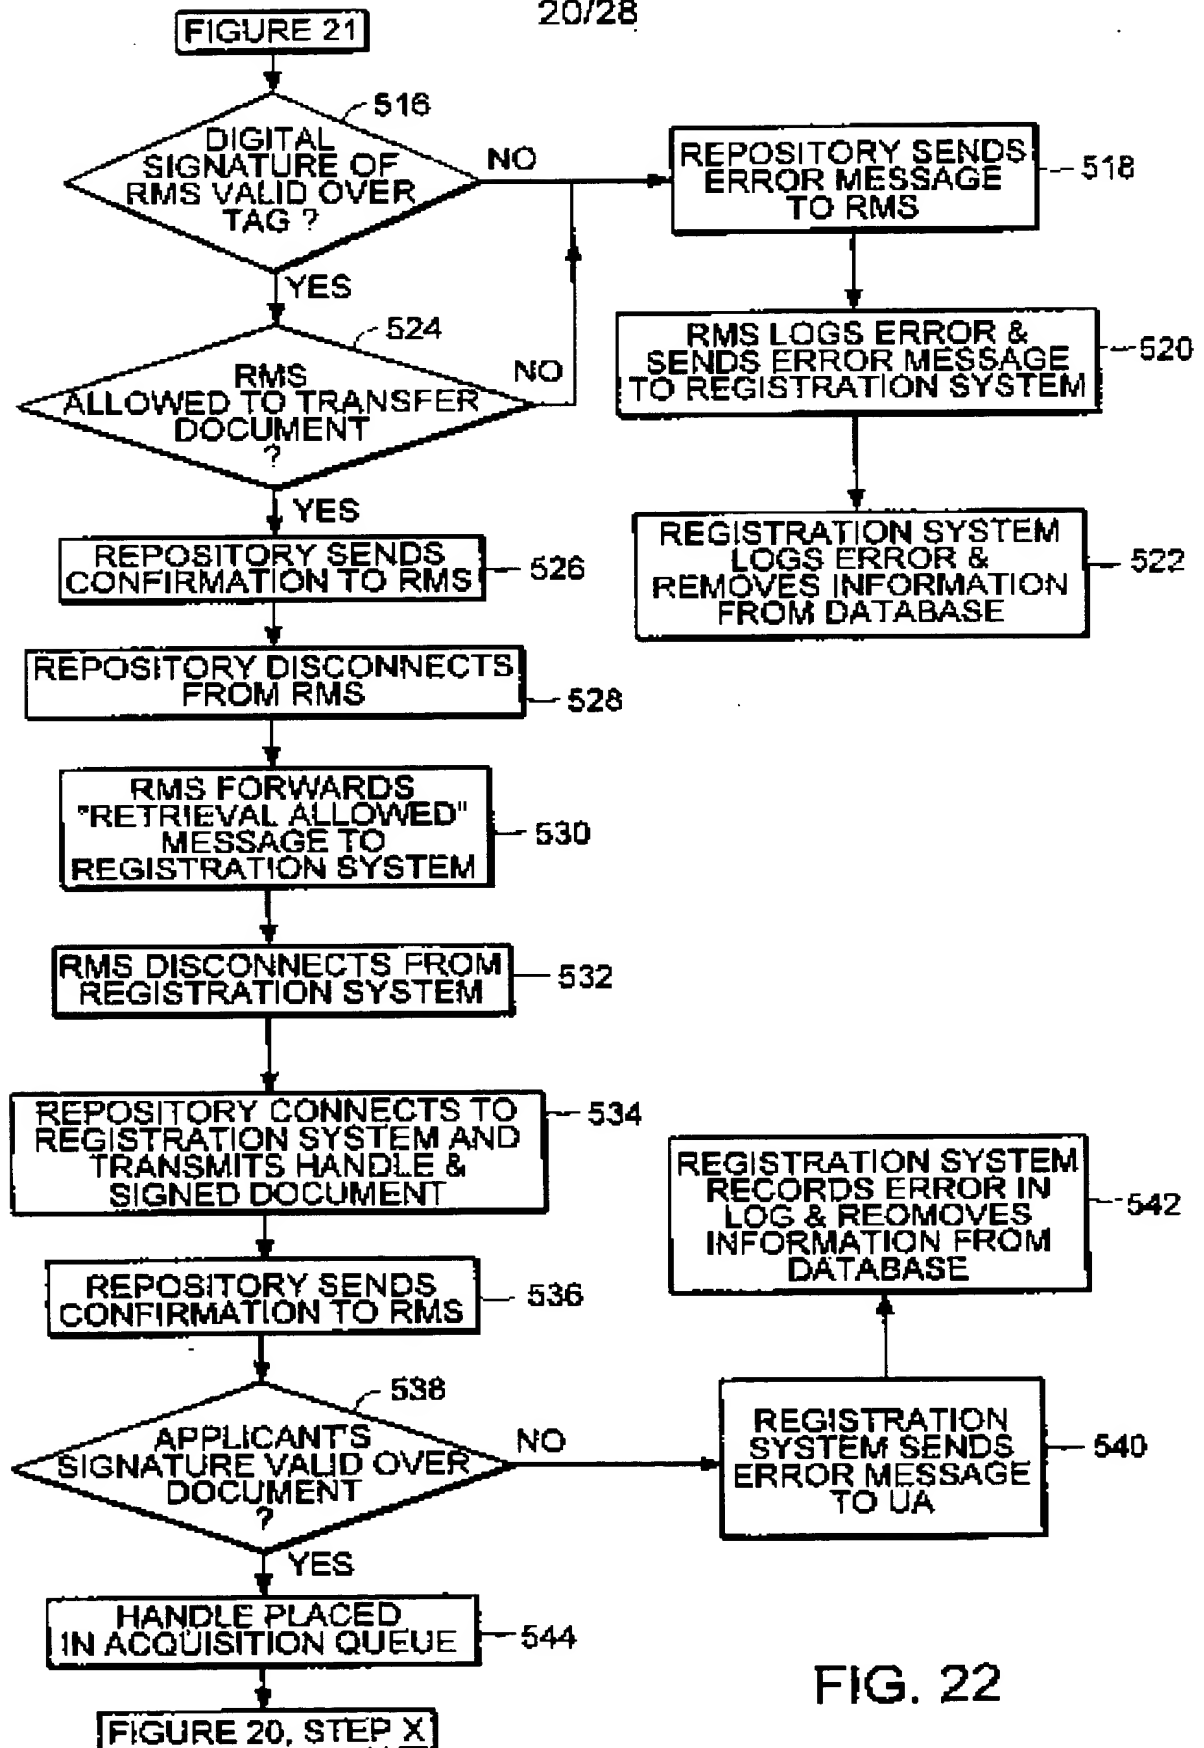 20/28
FIGURE 21
516
DIGITAL
SIGNATURE OF
RMS VALID OVER
TAG ?
NO
REPOSITORY SENDS
ERROR MESSAGE
TO RMS
518
YES
524
RMS
ALLOWED TO TRANSFER
DOCUMENT
?
NO
RMS LOGS ERROR &
SENDS ERROR MESSAGE
TO REGISTRATION SYSTEM
520
YES
REPOSITORY SENDS
CONFIRMATION TO RMS
526
REGISTRATION SYSTEM
LOGS ERROR &
REMOVES INFORMATION
FROM DATABASE
522
REPOSITORY DISCONNECTS
FROM RMS
528
RMS FORWARDS
"RETRIEVAL ALLOWED"
MESSAGE TO
REGISTRATION SYSTEM
530
RMS DISCONNECTS FROM
REGISTRATION SYSTEM
532
REPOSITORY CONNECTS TO
REGISTRATION SYSTEM AND
TRANSMITS HANDLE &
SIGNED DOCUMENT
534
REPOSITORY SENDS
CONFIRMATION TO RMS
536
538
APPLICANT'S
SIGNATURE VALID OVER
DOCUMENT
?
NO
REGISTRATION
SYSTEM SENDS
ERROR MESSAGE
TO UA
540
REGISTRATION SYSTEM
RECORDS ERROR IN
LOG & REOMOVES
INFORMATION FROM
DATABASE
542
YES
HANDLE PLACED
IN ACQUISITION QUEUE
544
FIGURE 20, STEP X
FIG. 22